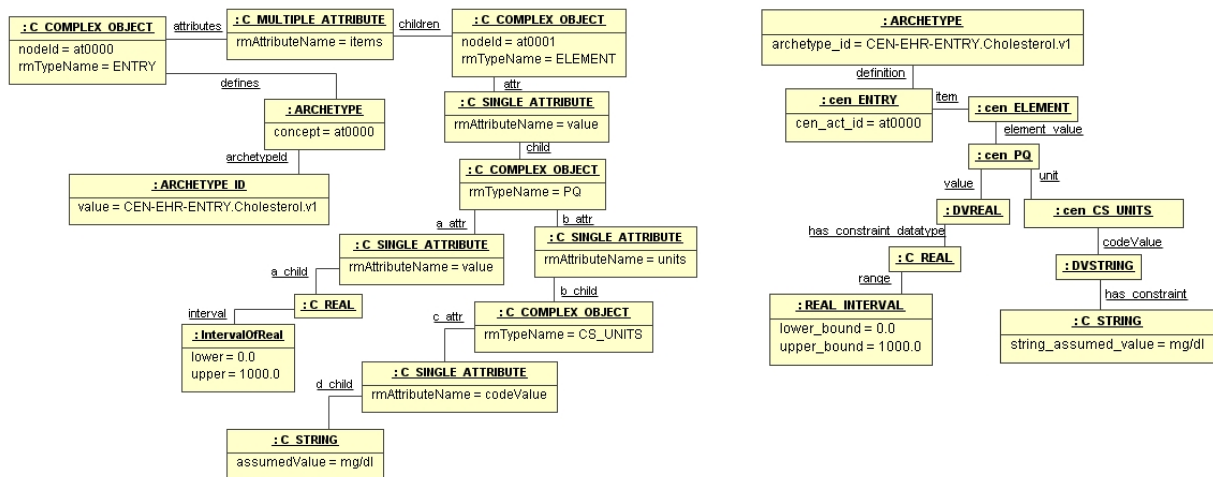 : C_COMPLEX_OBJECT
nodeId = at0000
rmTypeName = ENTRY
attributes
: C_MULTIPLE_ATTRIBUTE
rmAttributeName = items
children
: C_COMPLEX_OBJECT
nodeId = at0001
rmTypeName = ELEMENT
defines
attr
: ARCHETYPE
concept = at0000
: C_SINGLE_ATTRIBUTE
rmAttributeName = value
archetypeId
child
: ARCHETYPE_ID
value = CEN-EHR-ENTRY.Cholesterol.v1
: C_COMPLEX_OBJECT
rmTypeName = PQ
a_attr
b_attr
: C_SINGLE_ATTRIBUTE
rmAttributeName = value
: C_SINGLE_ATTRIBUTE
rmAttributeName = units
a_child
: C_REAL
b_child
interval
: IntervalOfReal
lower = 0.0
upper = 1000.0
c_attr
: C_COMPLEX_OBJECT
rmTypeName = CS_UNITS
: C_SINGLE_ATTRIBUTE
rmAttributeName = codeValue
d_child
: C_STRING
assumedValue = mg/dl
: ARCHETYPE
archetype_id = CEN-EHR-ENTRY.Cholesterol.v1
definition
: cen_ENTRY
cen_act_id = at0000
item
: cen_ELEMENT
element_value
: cen_PQ
value
unit
: DVREAL
: cen_CS_UNITS
has_constraint_datatype
codeValue
: C_REAL
: DVSTRING
range
has_constraint
: REAL_INTERVAL
lower_bound = 0.0
upper_bound = 1000.0
: C_STRING
string_assumed_value = mg/dl